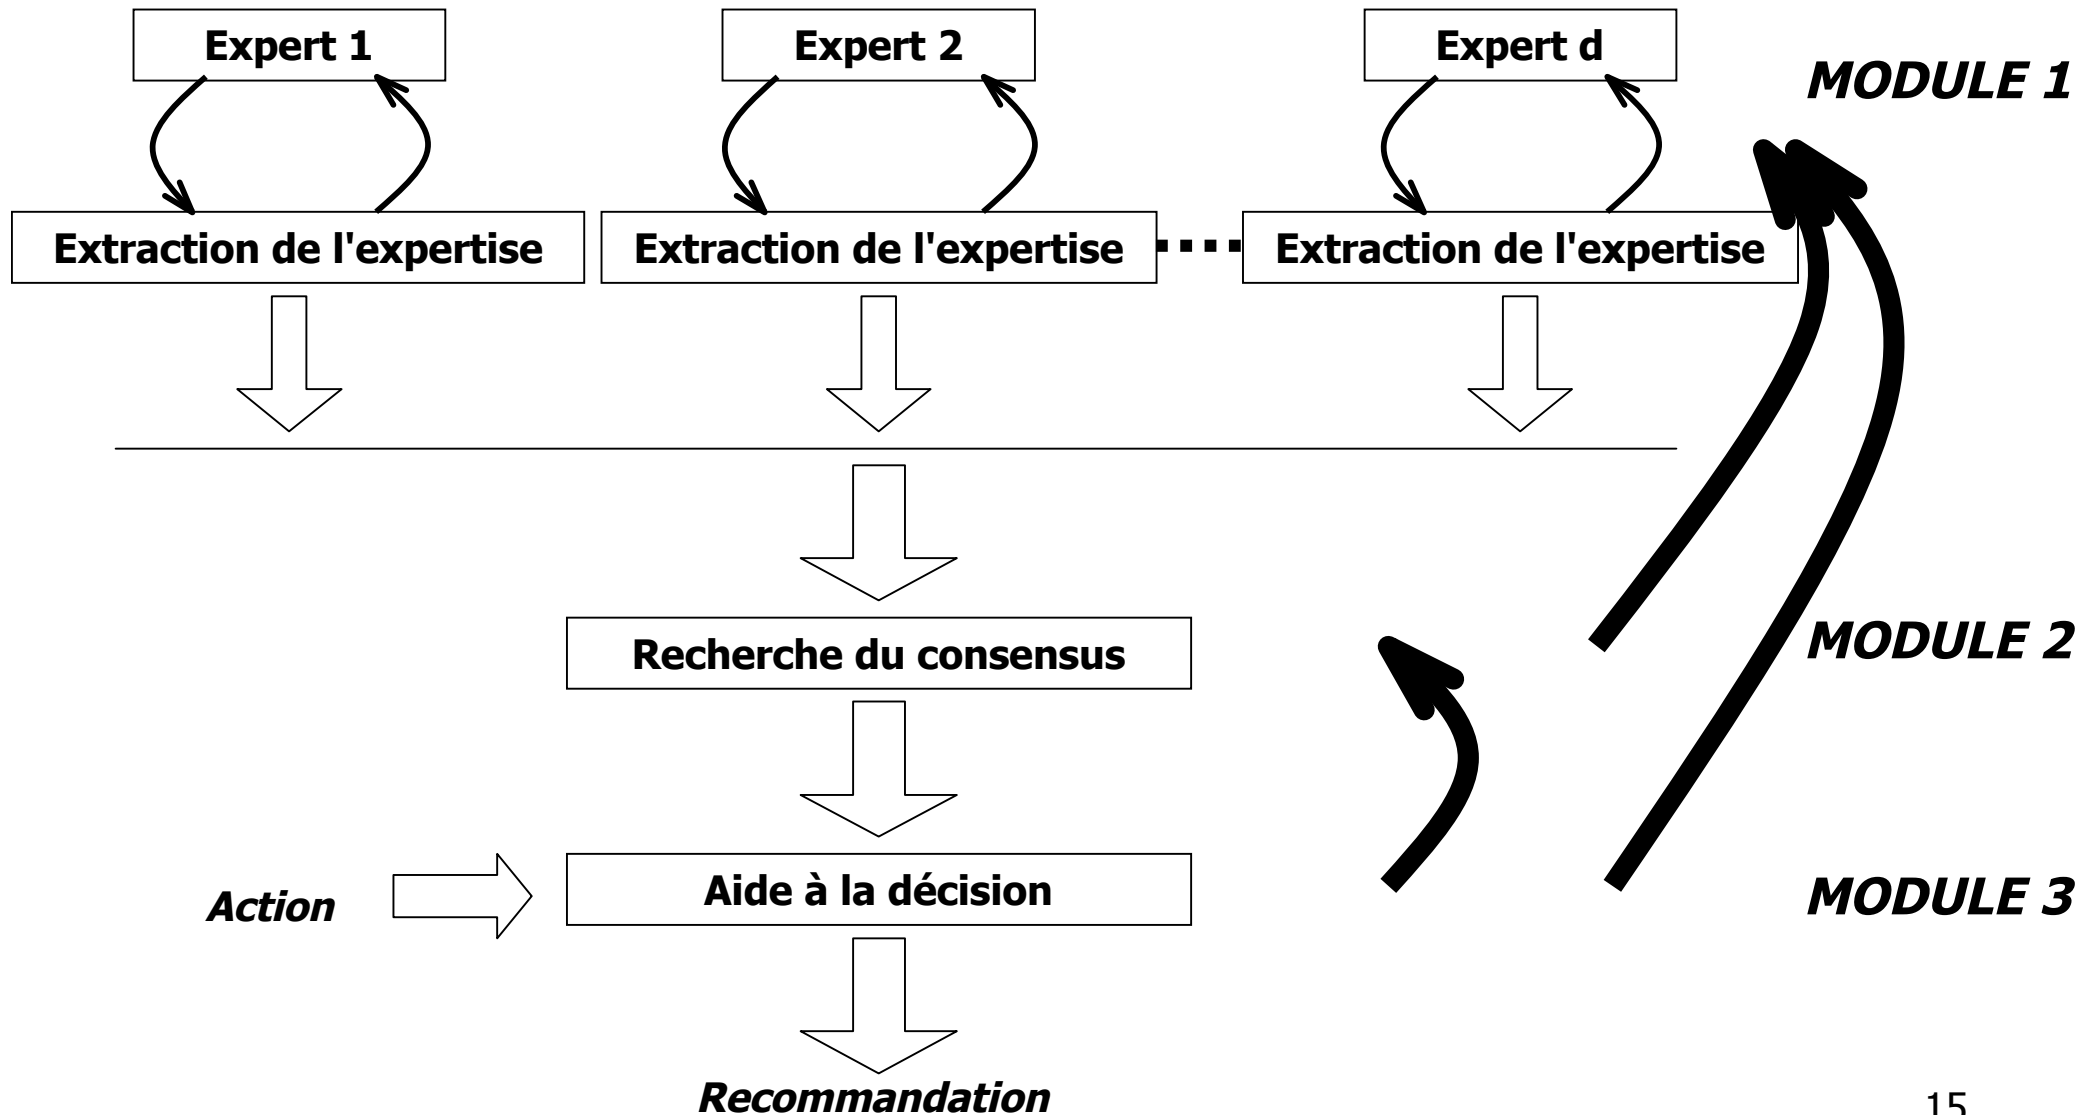 Expert 1
Expert 2
Expert d
MODULE 1
Extraction de l'expertise
Extraction de l'expertise
Extraction de l'expertise
Recherche du consensus
MODULE 2
Action
Aide à la décision
MODULE 3
Recommandation
15